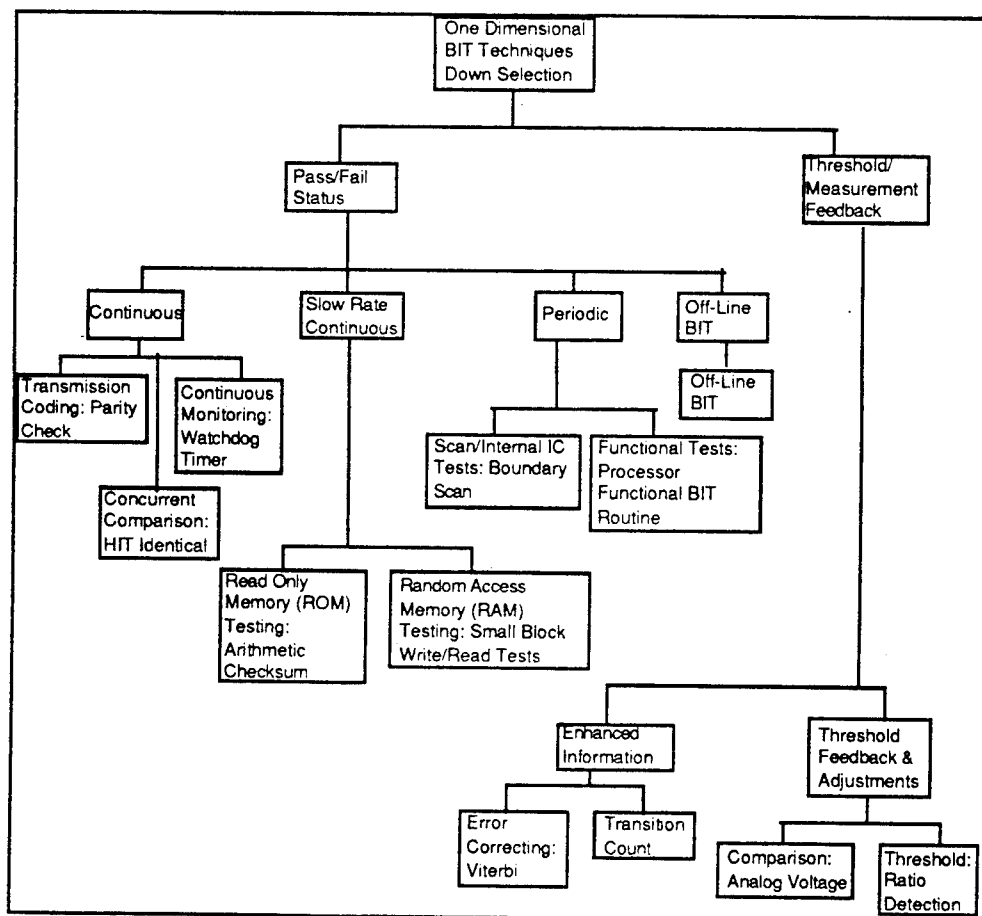 One Dimensional
BIT Techniques
Down Selection
Pass/Fail
Status
Threshold/
Measurement
Feedback
Continuous
Slow Rate
Continuous
Periodic
Off-Line
BIT
Off-Line
BIT
Transmission
Coding: Parity
Check
Continuous
Monitoring:
Watchdog
Timer
Concurrent
Comparison:
HIT Identical
Scan/Internal IC
Tests: Boundary
Scan
Functional Tests:
Processor
Functional BIT
Routine
Read Only
Memory (ROM)
Testing:
Arithmetic
Checksum
Random Access
Memory (RAM)
Testing: Small Block
Write/Read Tests
Enhanced
Information
Threshold
Feedback &
Adjustments
Error
Correcting:
Viterbi
Transition
Count
Comparison:
Analog Voltage
Threshold:
Ratio
Detection